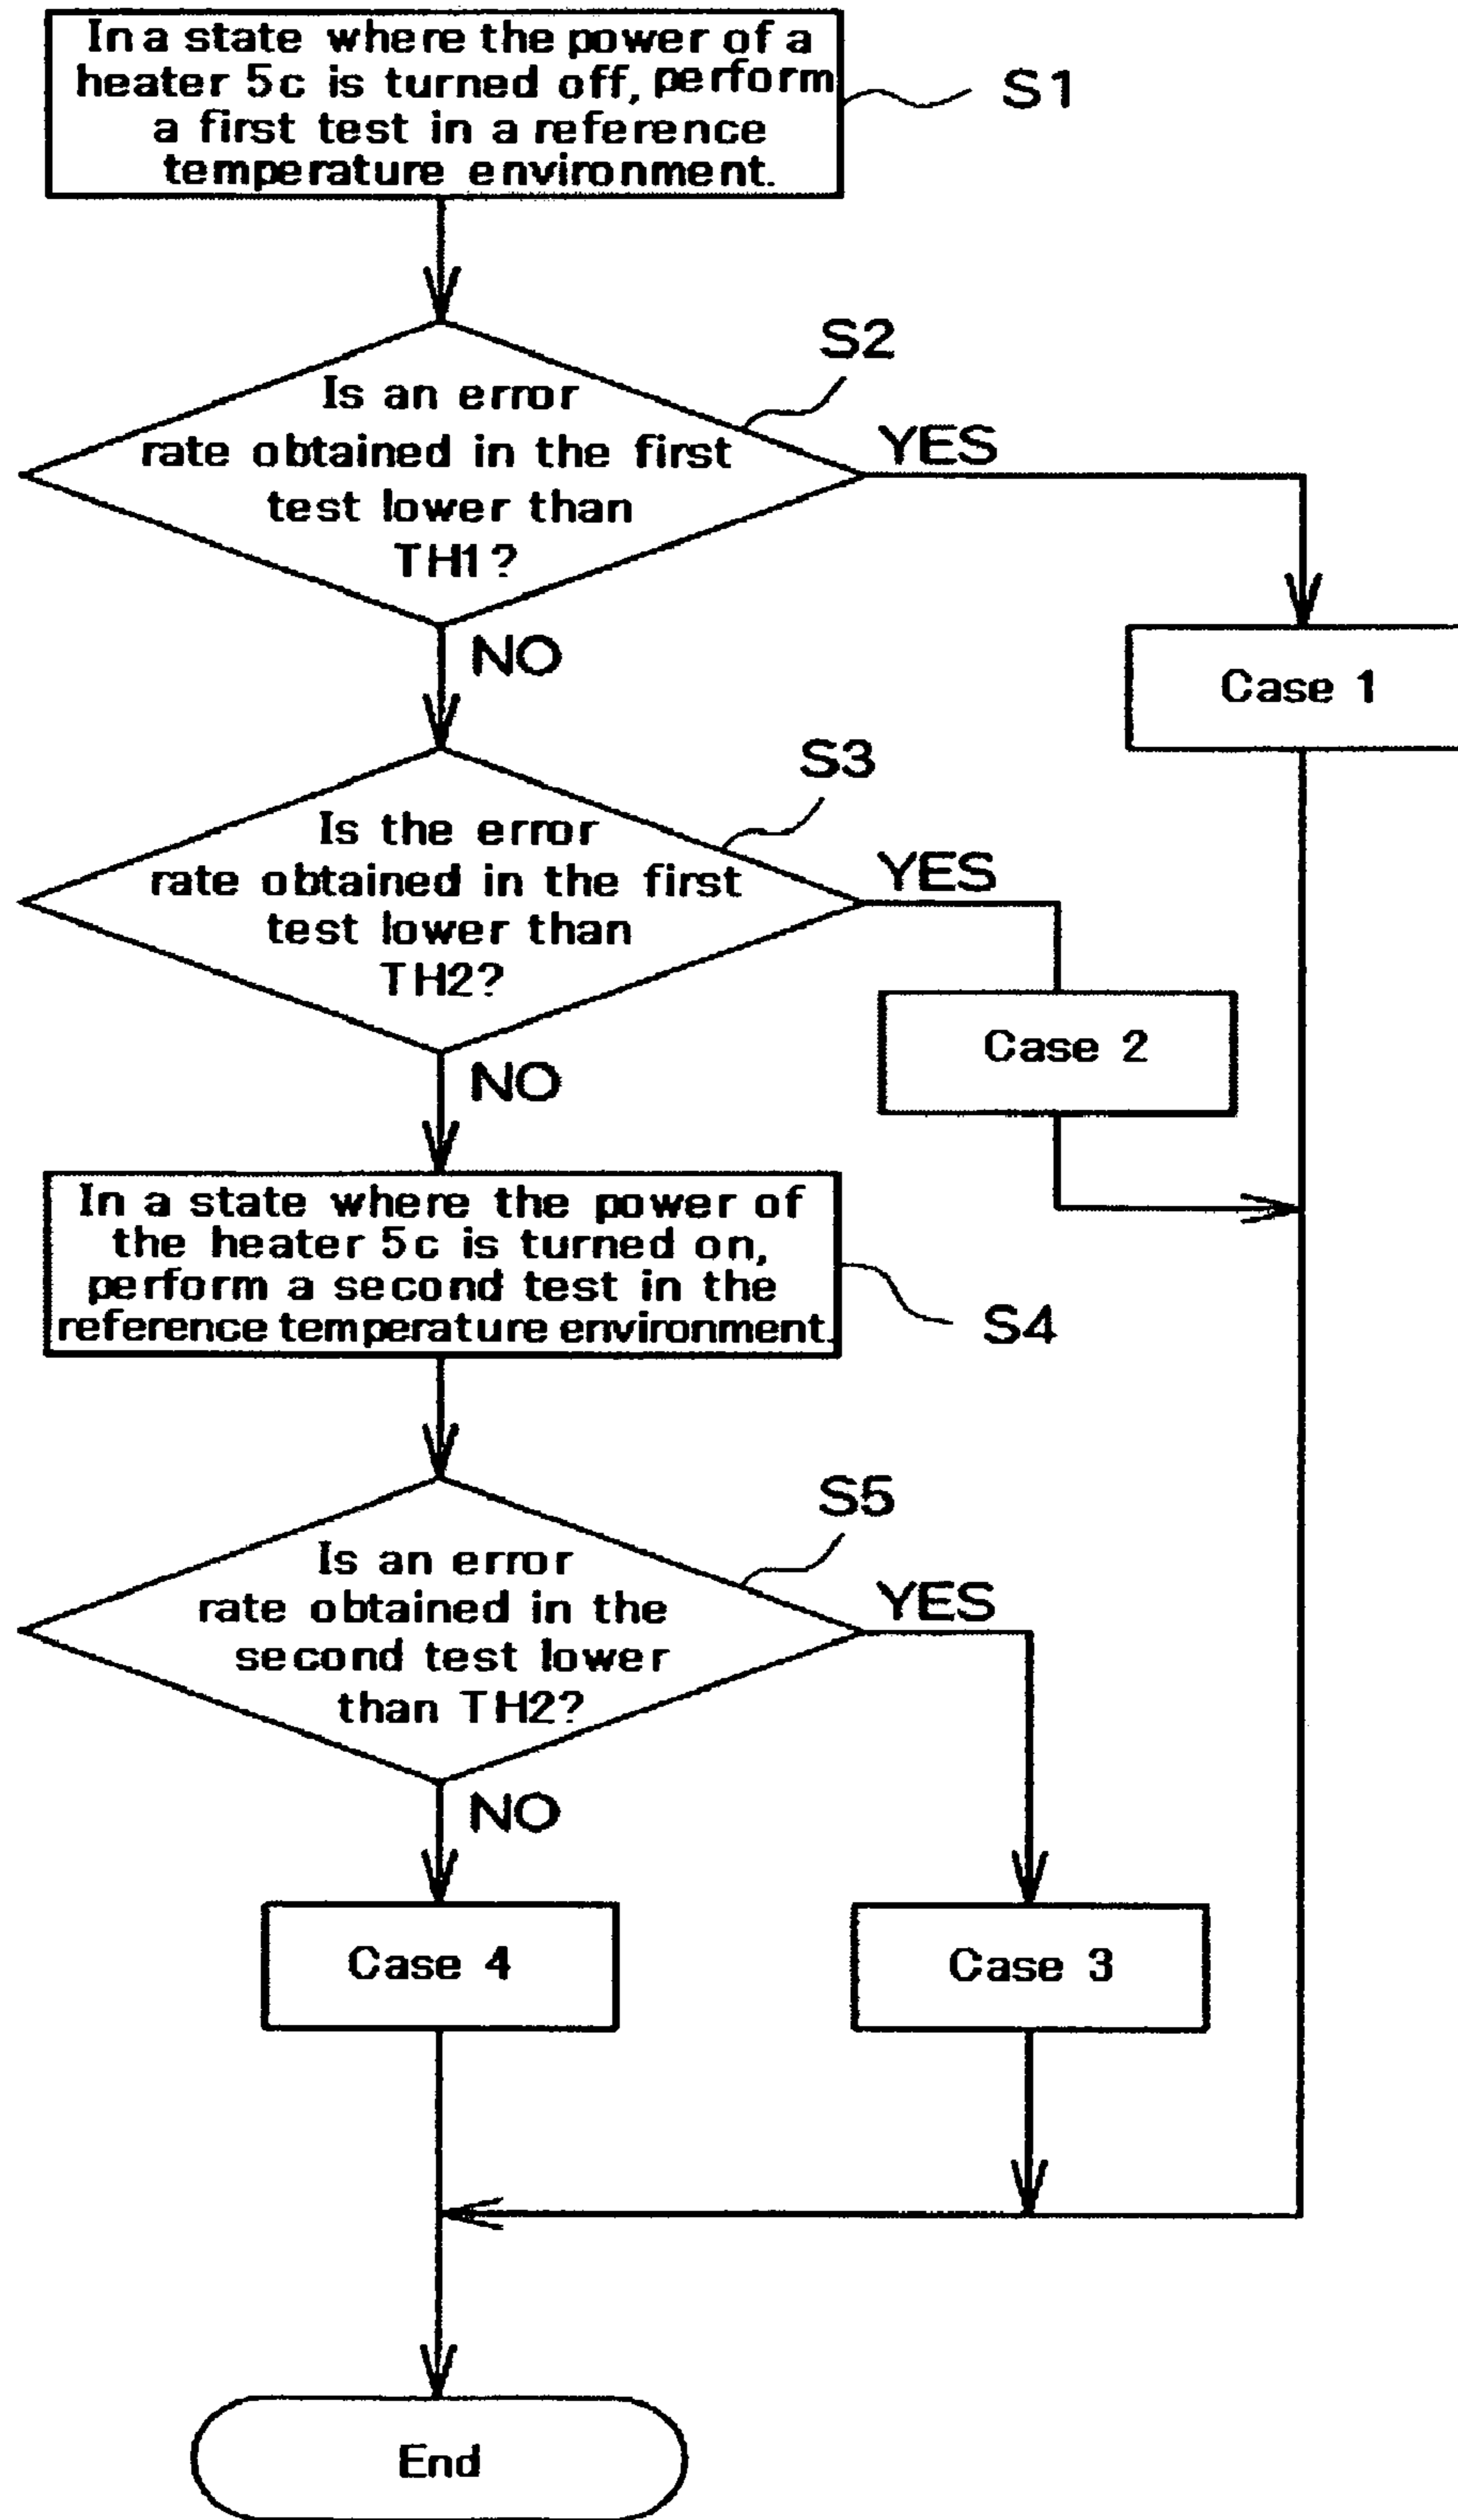 In a state where the power of a
heater 5c is turned off, perform
a first test in a reference
temperature environment.
S1
S2
Is an error
rate obtained in the first
test lower than
TH1?
YES
NO
Case 1
S3
Is the error
rate obtained in the first
test lower than
TH2?
YES
Case 2
NO
In a state where the power of
the heater 5c is turned on,
perform a second test in the
reference temperature environment.
S4
S5
Is an error
rate obtained in the
second test lower
than TH2?
YES
NO
Case 4
Case 3
End